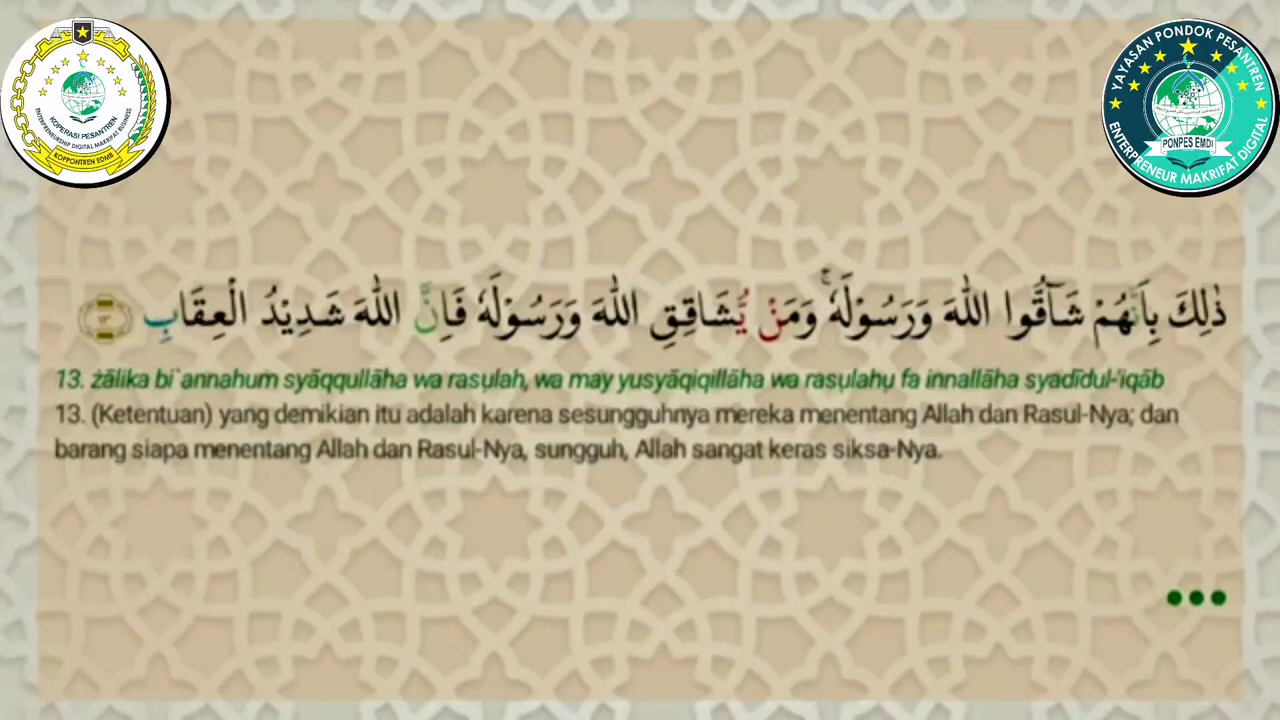 KOPERASI PESANTREN
ENTREPRENEURSHIP DIGITAL MAKRIFAT BUSINESS
KOPPONTREN EDMB
YAYASAN PONDOK PESANTREN
PONPES EMDI
ENTERPRENEUR MAKRIFAT DIGITAL
ذٰلِكَ بِاَنَّهُمْ شَاۤقُّوا اللّٰهَ وَرَسُوْلَهٗۚ وَمَنْ يُّشَاقِقِ اللّٰهَ وَرَسُوْلَهٗ فَاِنَّ اللّٰهَ شَدِيْدُ الْعِقَابِ ١٣
13. żālika bi`annahum syāqqullāha wa rasụlah, wa may yusyāqiqillāha wa rasụlahụ fa innallāha syadīdul-'iqāb
13. (Ketentuan) yang demikian itu adalah karena sesungguhnya mereka menentang Allah dan Rasul-Nya; dan
barang siapa menentang Allah dan Rasul-Nya, sungguh, Allah sangat keras siksa-Nya.